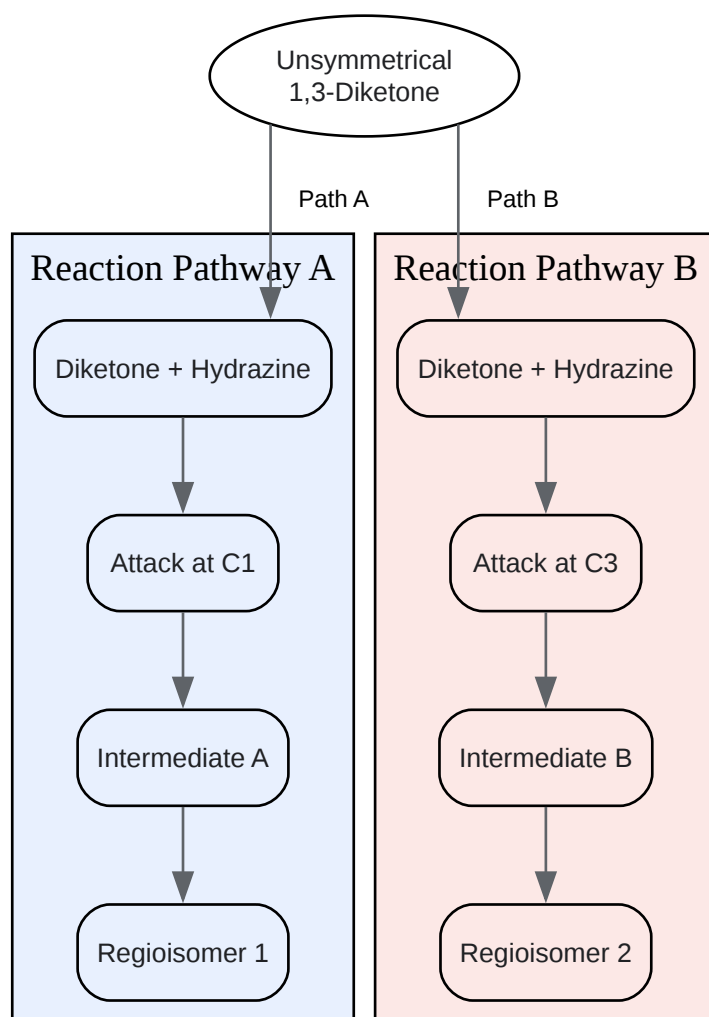 Unsymmetrical
1,3-Diketone
Path A
Path B
Reaction Pathway A
Diketone + Hydrazine
Attack at C1
Intermediate A
Regioisomer 1
Reaction Pathway B
Diketone + Hydrazine
Attack at C3
Intermediate B
Regioisomer 2